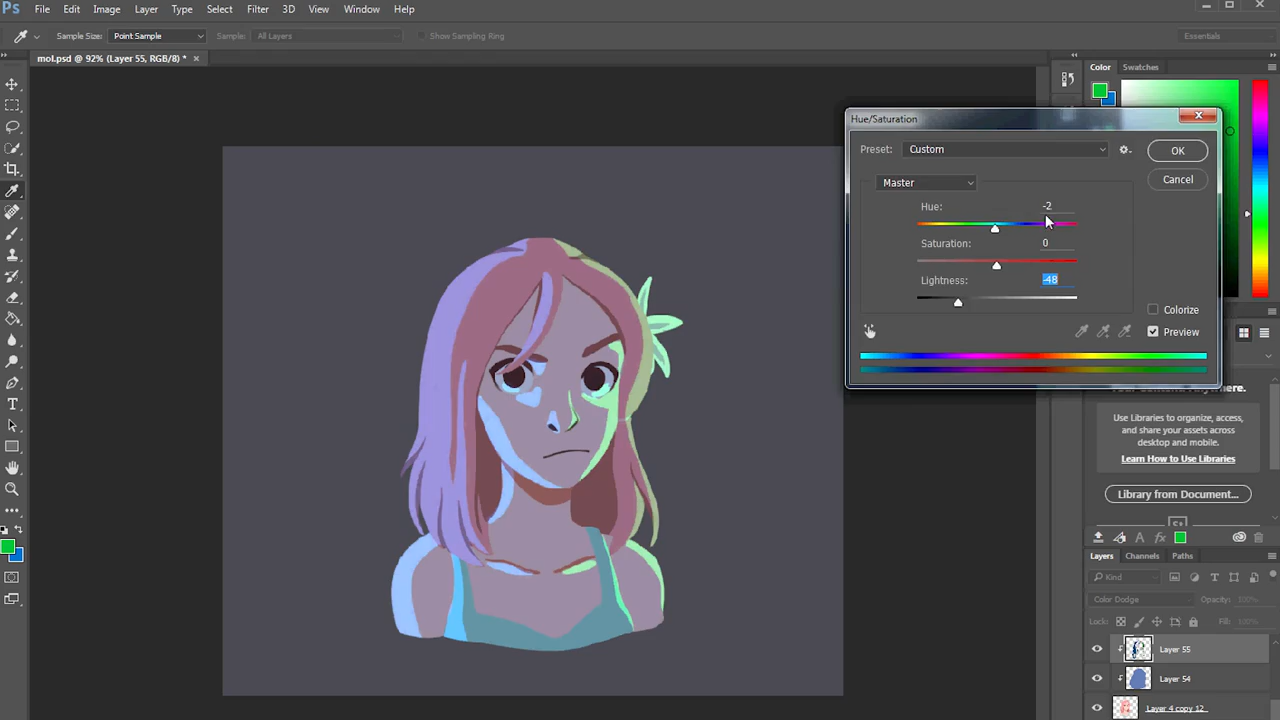 Ps File Edit Image Layer Type Select Filter 3D View Window Help
Sample Size: Point Sample Sample: All Layers Show Sampling Ring Essentials
mol.psd @ 92% (Layer 55, RGB/8) * ×
Color Swatches
Hue/Saturation
Preset: Custom OK
Cancel
Master
Hue: -2
Saturation: 0
Lightness: -48
Colorize
Preview
Use Libraries to organize, access,
and share your assets across
desktop and mobile.
Learn How to Use Libraries
Library from Document...
St
T
A fx
Layers Channels Paths
Kind
Color Dodge Opacity: 100%
Lock: Fill: 100%
Layer 55
Layer 54
Layer 4 copy 12